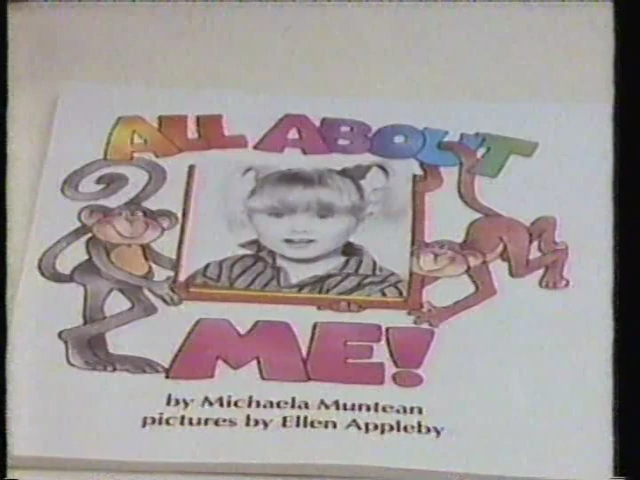 ALL ABOUT
ME!
by Michaela Muntean
pictures by Ellen Appleby